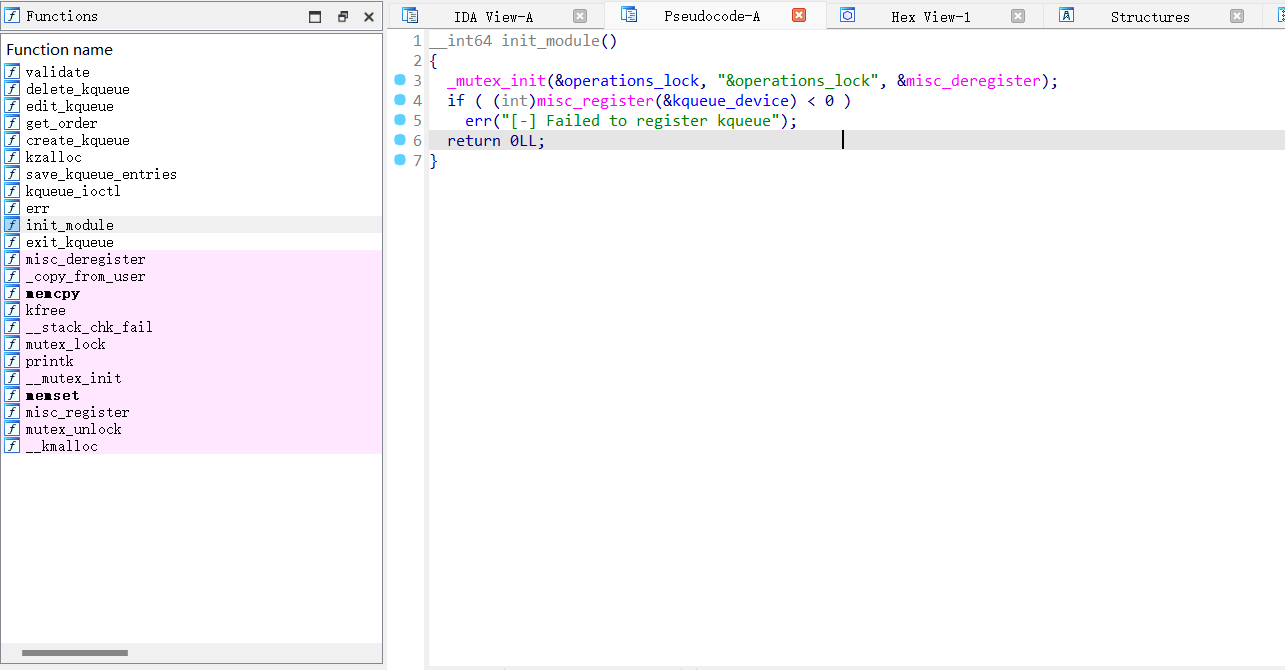 Functions
Function name
validate
delete_kqueue
edit_kqueue
get_order
create_kqueue
kzalloc
save_kqueue_entries
kqueue_ioctl
err
init_module
exit_kqueue
misc_deregister
_copy_from_user
memcpy
kfree
__stack_chk_fail
mutex_lock
printk
__mutex_init
memset
misc_register
mutex_unlock
__kmalloc
IDA View-A Pseudocode-A Hex View-1 Structures
1 __int64 init_module()
2 {
3 _mutex_init(&operations_lock, "&operations_lock", &misc_deregister);
4 if ( (int)misc_register(&kqueue_device) < 0 )
5 err("[-] Failed to register kqueue");
6 return 0LL;
7 }